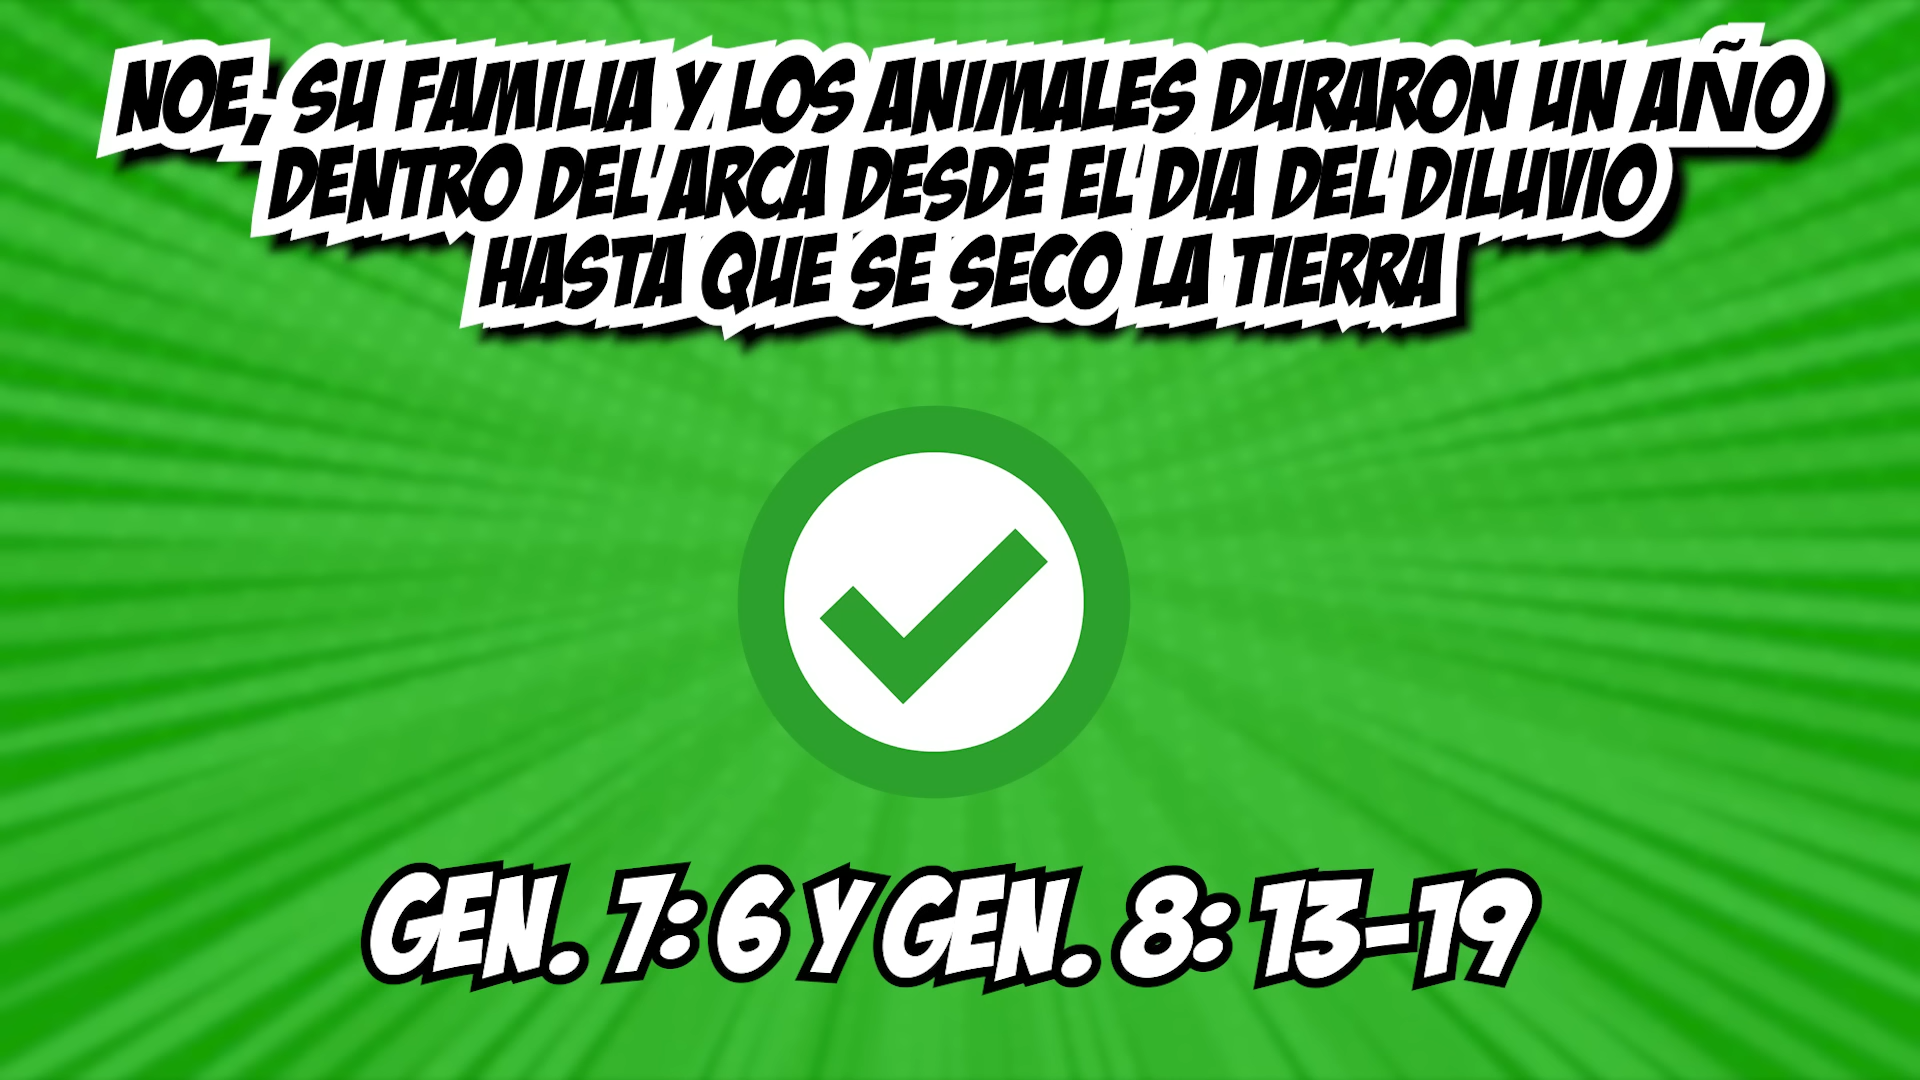 NOE, SU FAMILIA Y LOS ANIMALES DURARON UN AÑO
DENTRO DEL ARCA DESDE EL DIA DEL DILUVIO
HASTA QUE SE SECO LA TIERRA
GEN. 7: 6 Y GEN. 8: 13-19